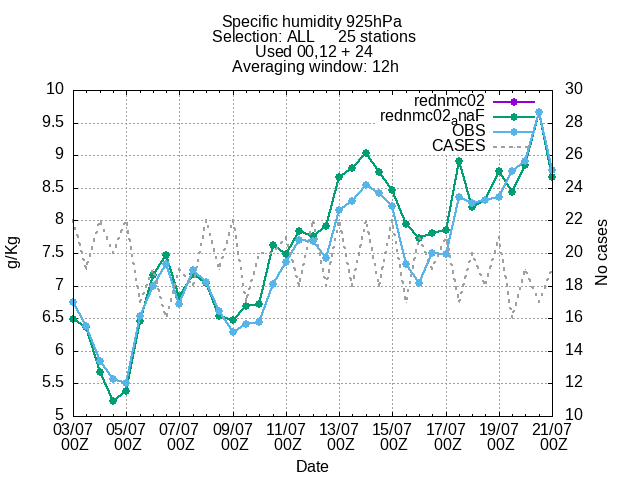 Specific humidity 925hPa
Selection: ALL 25 stations
Used 00,12 + 24
Averaging window: 12h
rednmc02
rednmc02anaF
OBS
CASES
g/Kg
10
9.5
9
8.5
8
7.5
7
6.5
6
5.5
5
No cases
30
28
26
24
22
20
18
16
14
12
10
03/07 05/07 07/07 09/07 11/07 13/07 15/07 17/07 19/07 21/07
00Z 00Z 00Z 00Z 00Z 00Z 00Z 00Z 00Z 00Z
Date